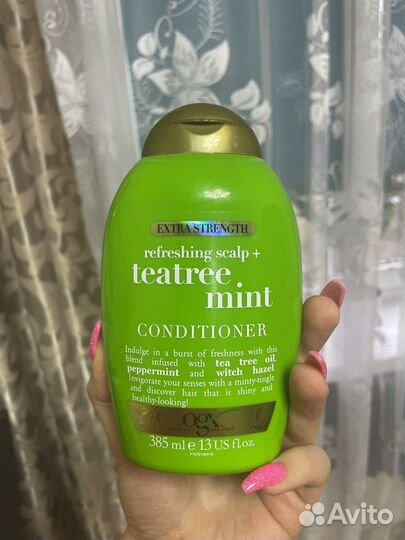 EXTRA STRENGTH
refreshing scalp +
teatree
mint
CONDITIONER
Indulge in a burst of freshness with this
blend infused with tea tree oil,
peppermint and witch hazel.
Invigorate your senses with a minty-tingle
and discover hair that is shiny and
healthy-looking!
ogx
385 ml e 13 US fl.oz.
Avito